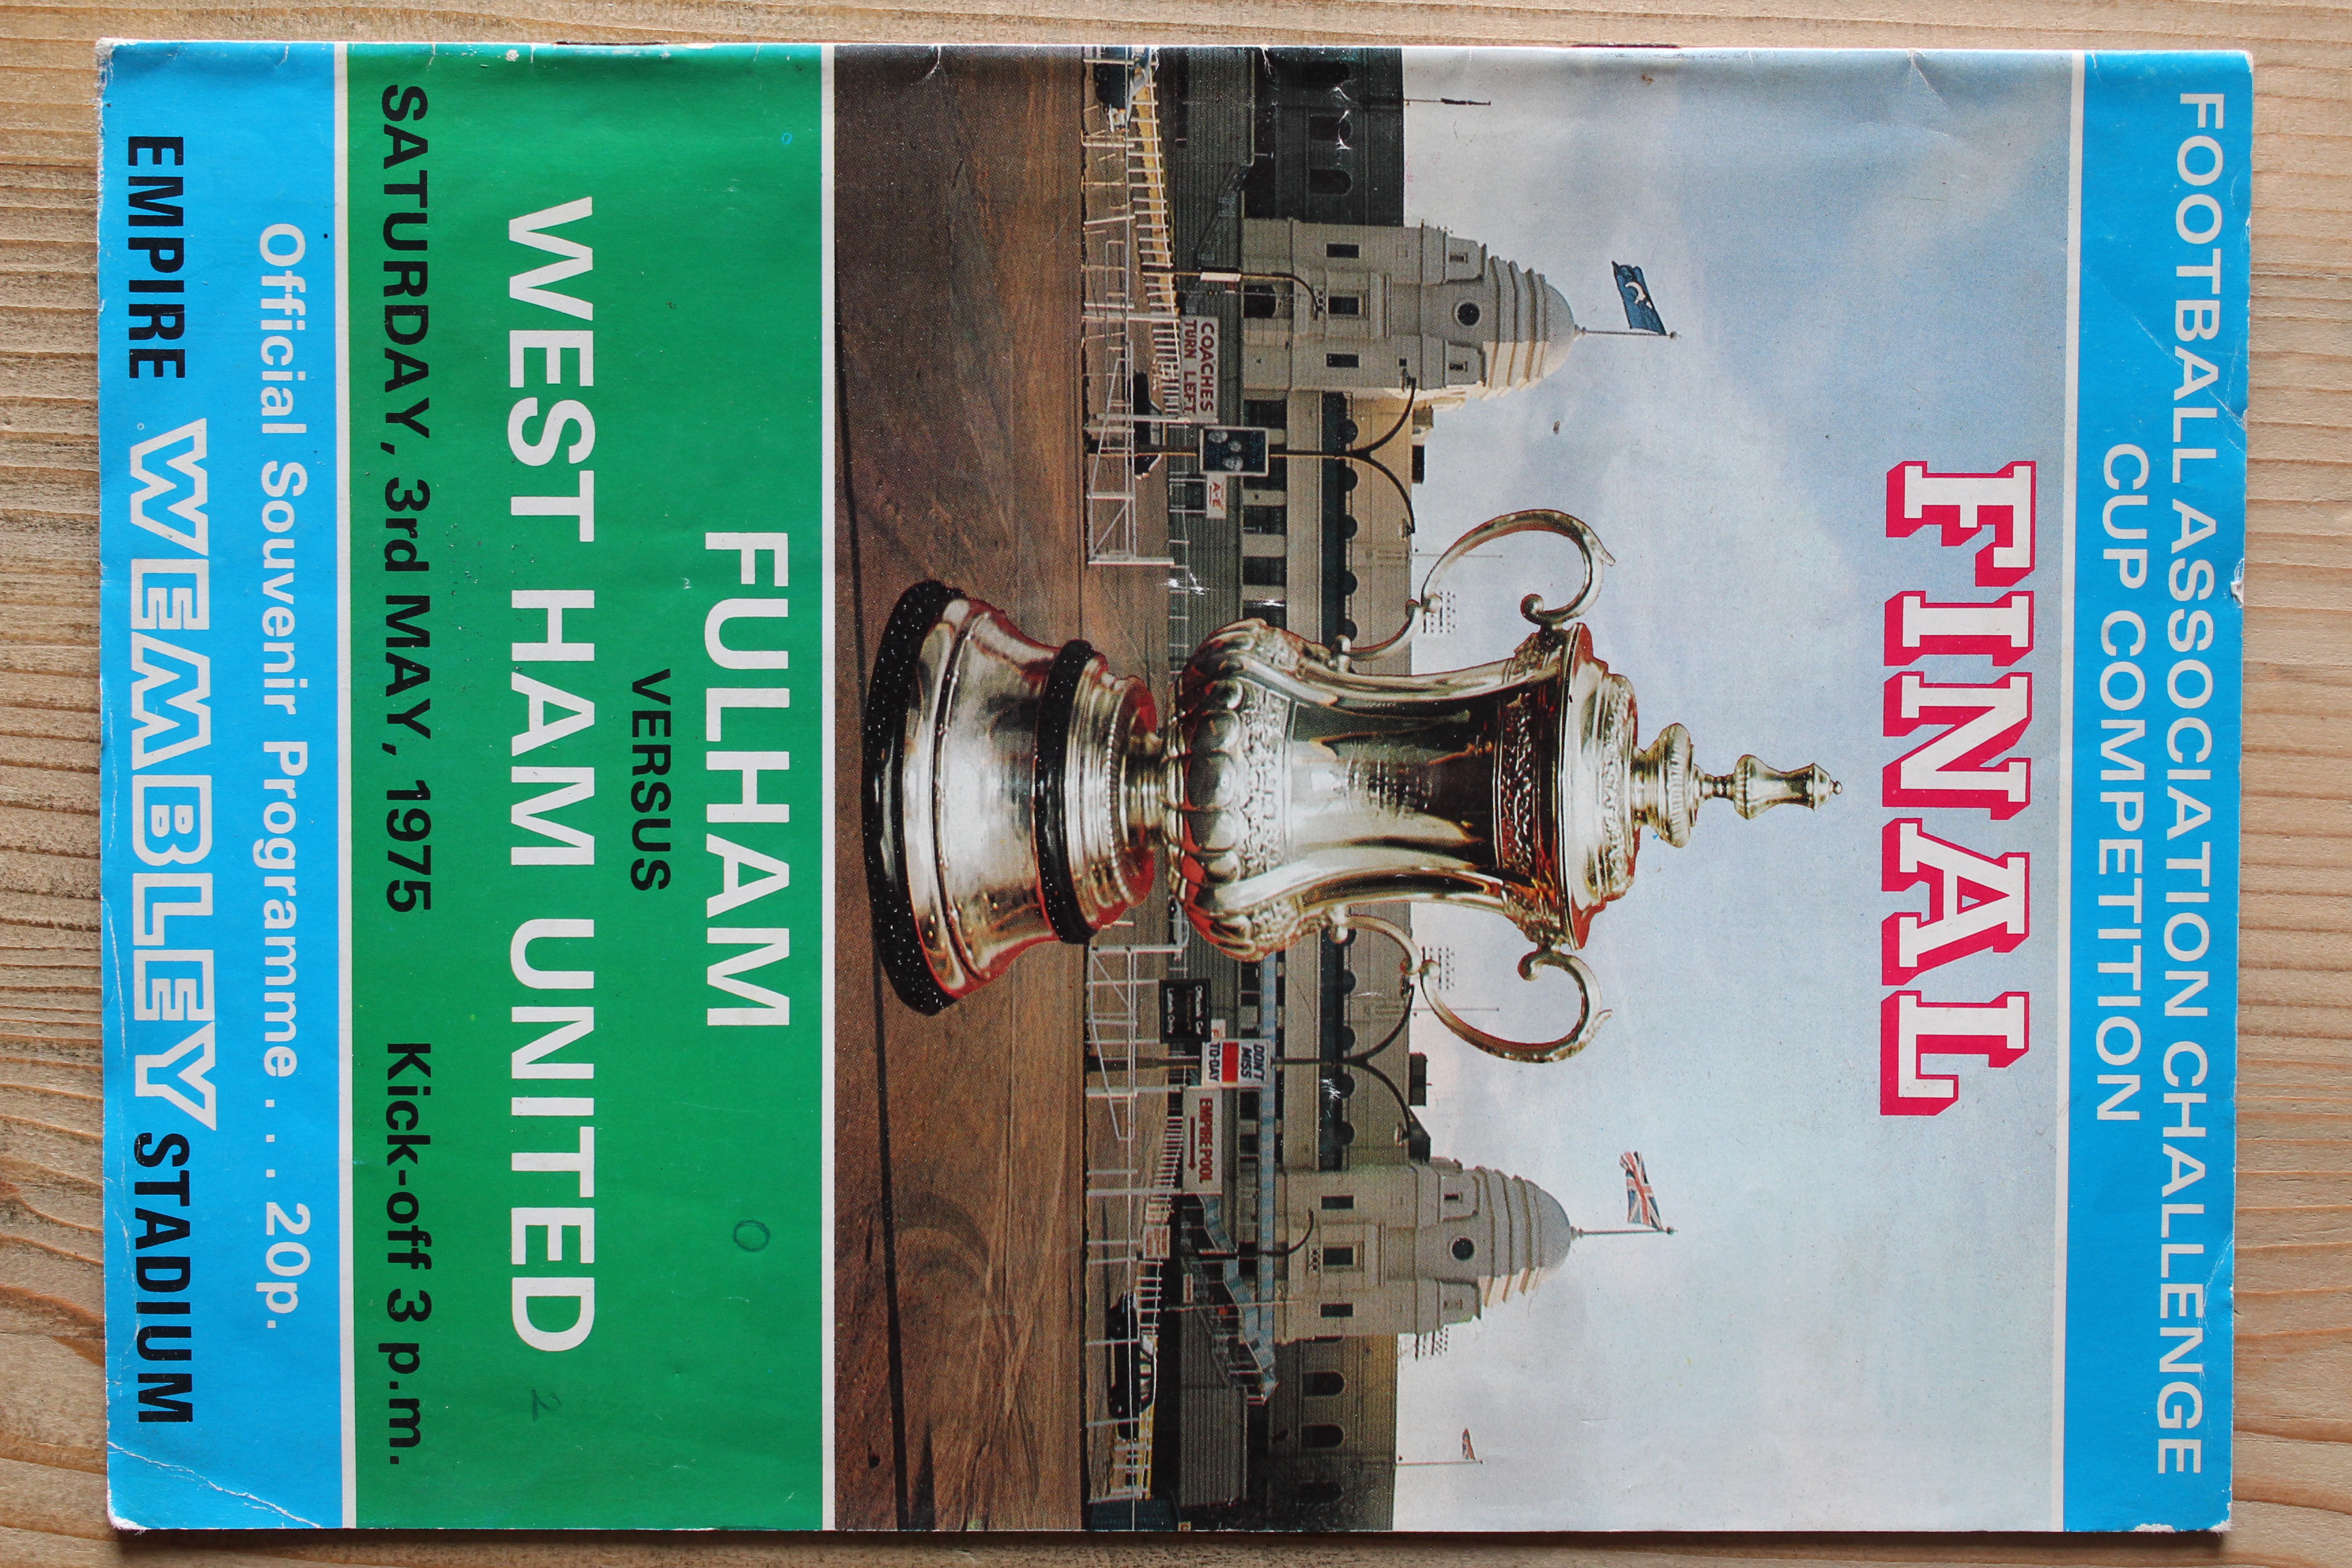 FOOTBALL ASSOCIATION CHALLENGE
CUP COMPETITION
FINAL
COACHES
TURN LEFT
A-E
DON'T
MISS
TO-DAY
EMPIRE POOL
FULHAM
0
VERSUS
WEST HAM UNITED
2
SATURDAY, 3rd MAY, 1975 Kick-off 3 p.m.
Official Souvenir Programme . . . 20p.
EMPIRE WEMBLEY STADIUM